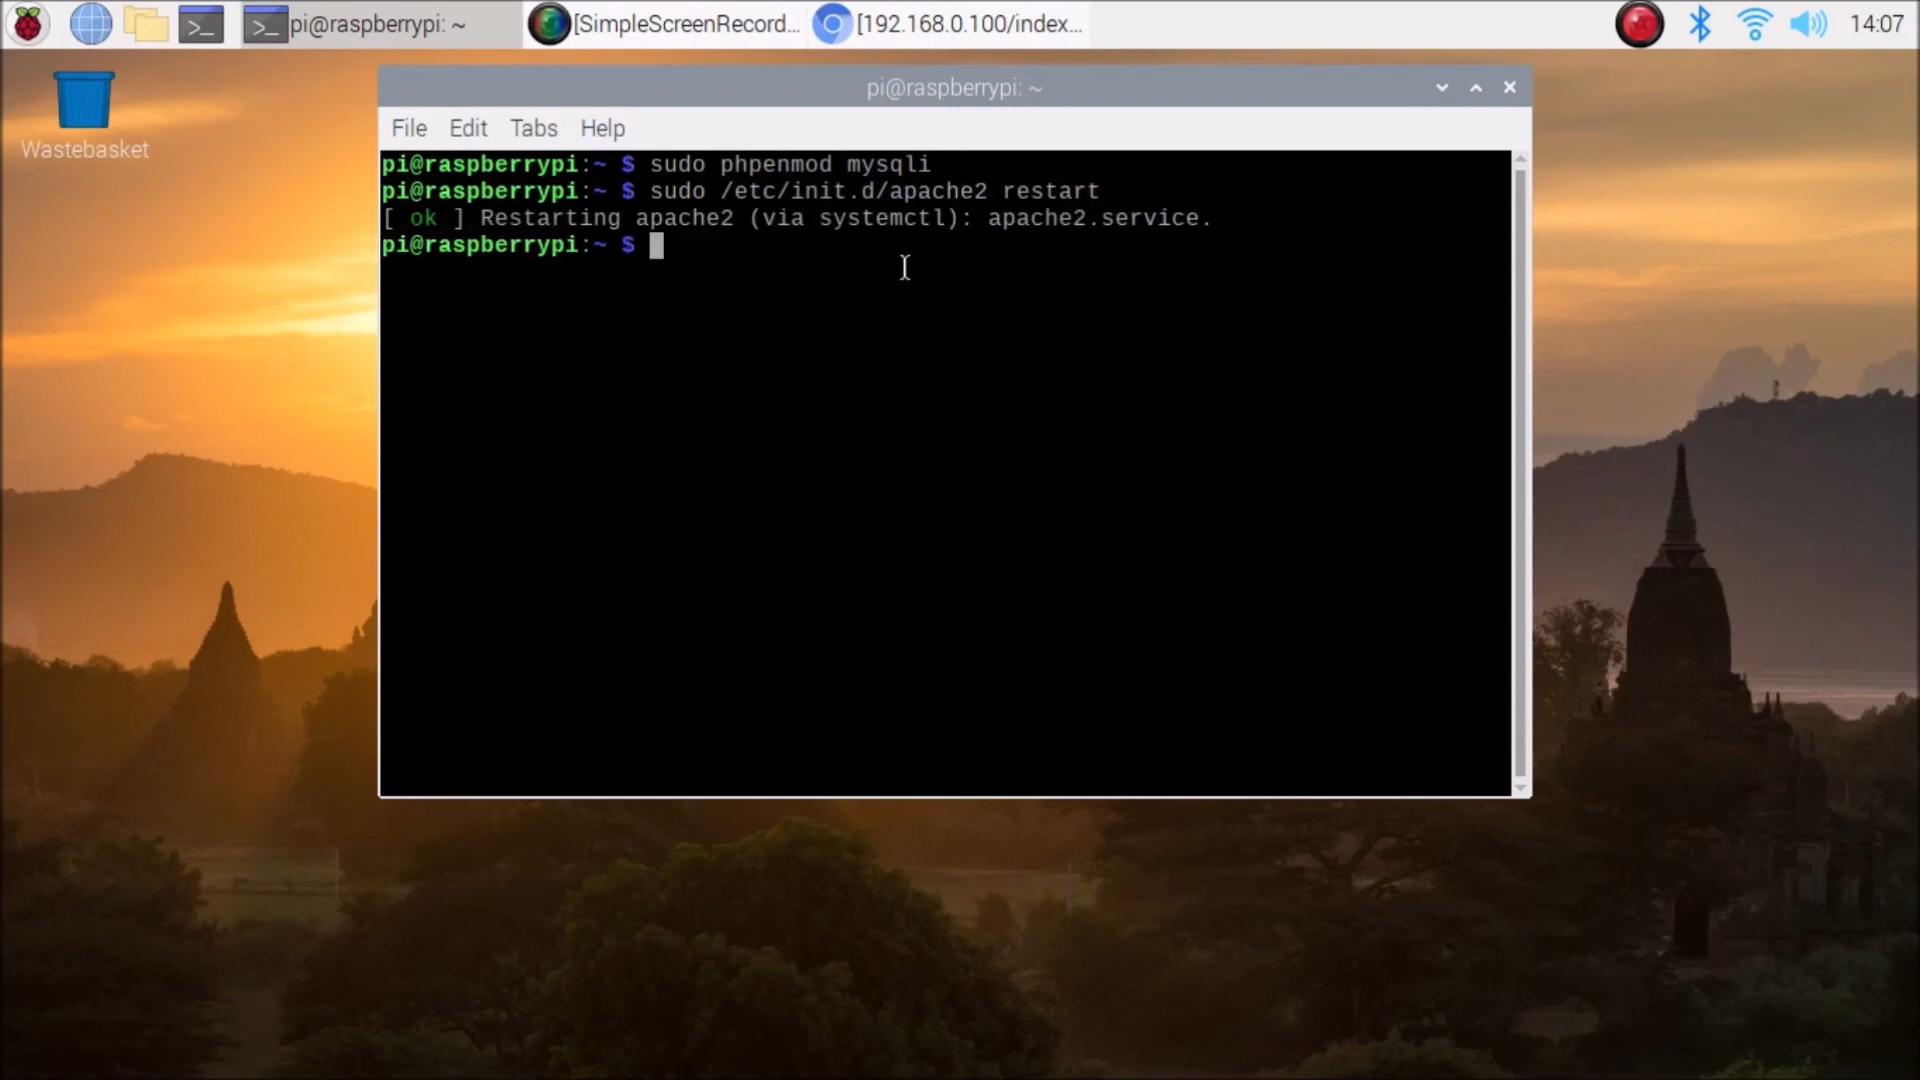 pi@raspberrypi: ~
[SimpleScreenRecord...
[192.168.0.100/index...
14:07
Wastebasket
pi@raspberrypi: ~
File Edit Tabs Help
pi@raspberrypi:~ $ sudo phpenmod mysqli
pi@raspberrypi:~ $ sudo /etc/init.d/apache2 restart
[ ok ] Restarting apache2 (via systemctl): apache2.service.
pi@raspberrypi:~ $